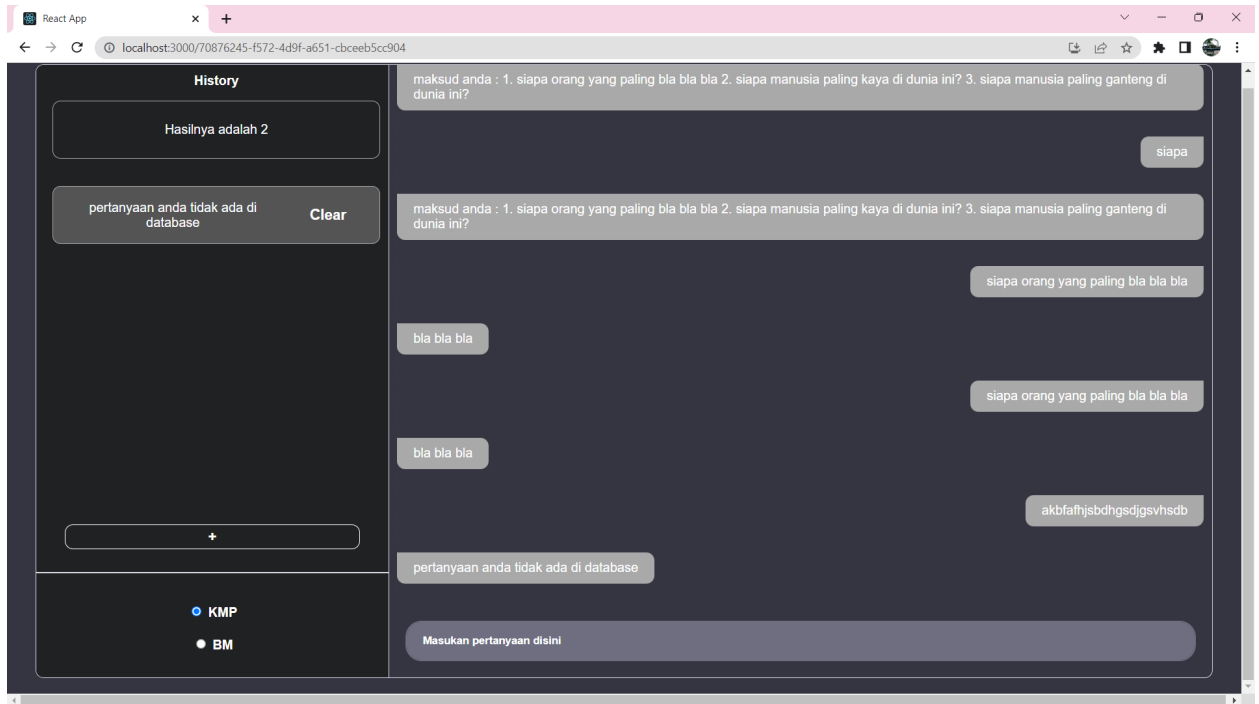 React App
localhost:3000/70876245-f572-4d9f-a651-cbceeb5cc904
History
Hasilnya adalah 2
pertanyaan anda tidak ada di
database
Clear
+
KMP
BM
maksud anda : 1. siapa orang yang paling bla bla bla 2. siapa manusia paling kaya di dunia ini? 3. siapa manusia paling ganteng di
dunia ini?
siapa
maksud anda : 1. siapa orang yang paling bla bla bla 2. siapa manusia paling kaya di dunia ini? 3. siapa manusia paling ganteng di
dunia ini?
siapa orang yang paling bla bla bla
bla bla bla
siapa orang yang paling bla bla bla
bla bla bla
akbfafhjsbdhgsdjgsvhsdb
pertanyaan anda tidak ada di database
Masukan pertanyaan disini